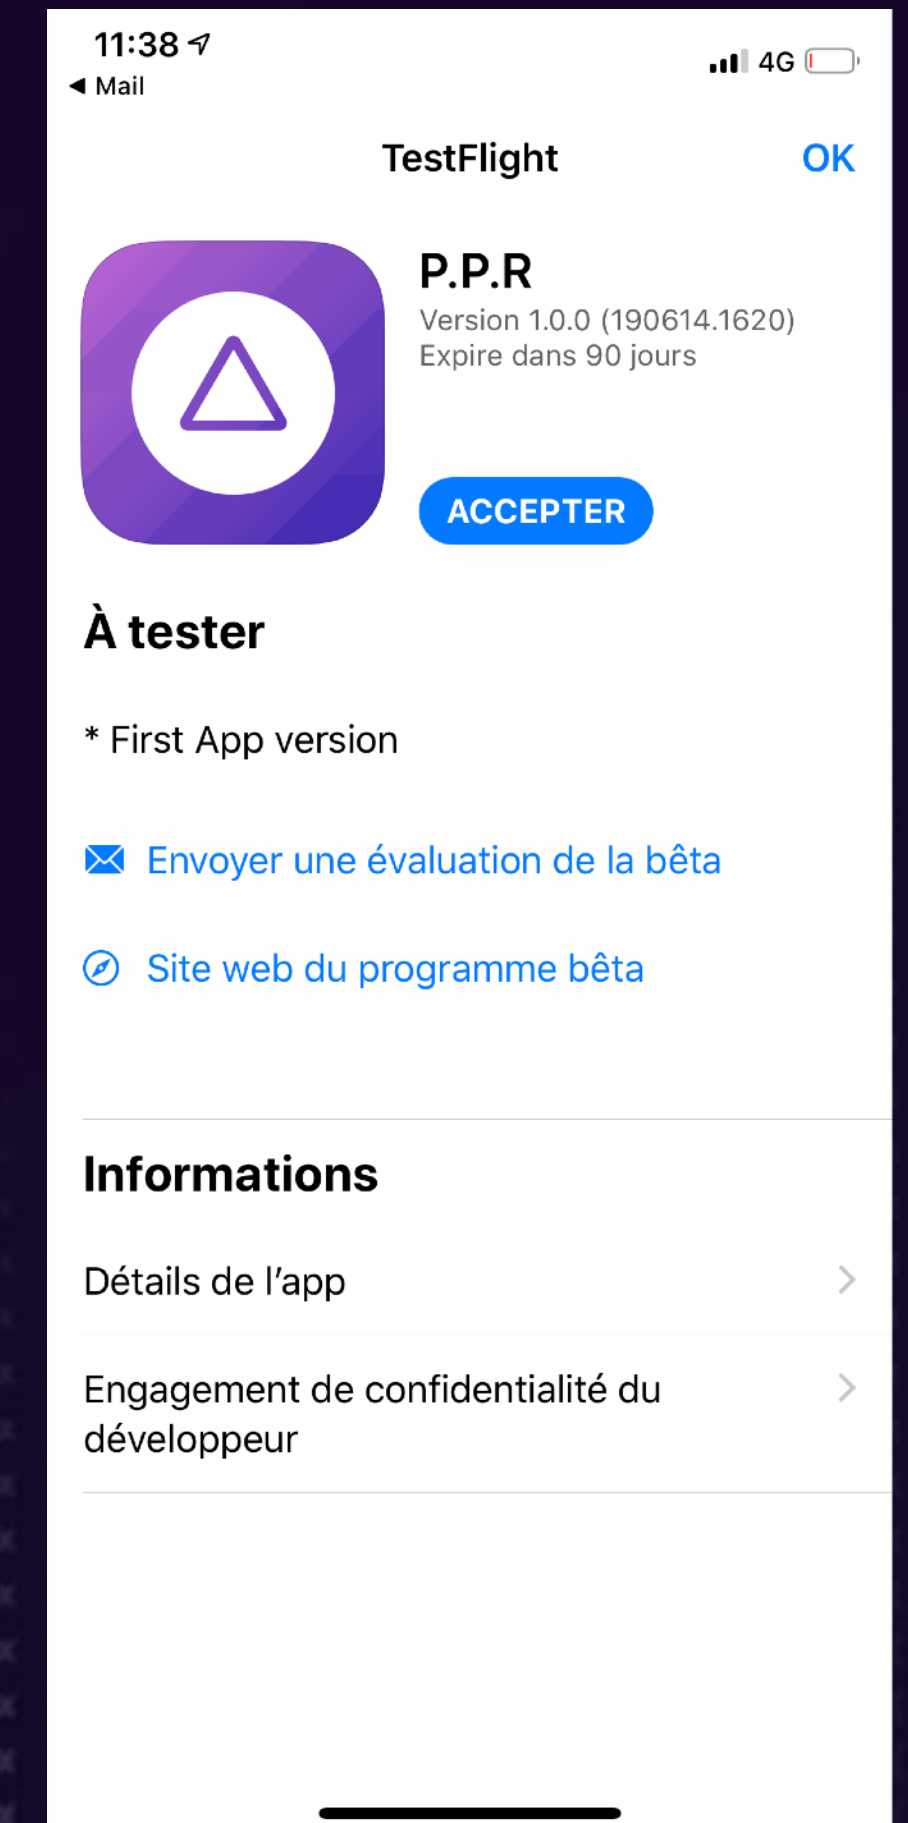 11:38
◀ Mail
4G
TestFlight
OK
P.P.R
Version 1.0.0 (190614.1620)
Expire dans 90 jours
ACCEPTER
À tester
* First App version
Envoyer une évaluation de la bêta
Site web du programme bêta
Informations
Détails de l’app
Engagement de confidentialité du
développeur